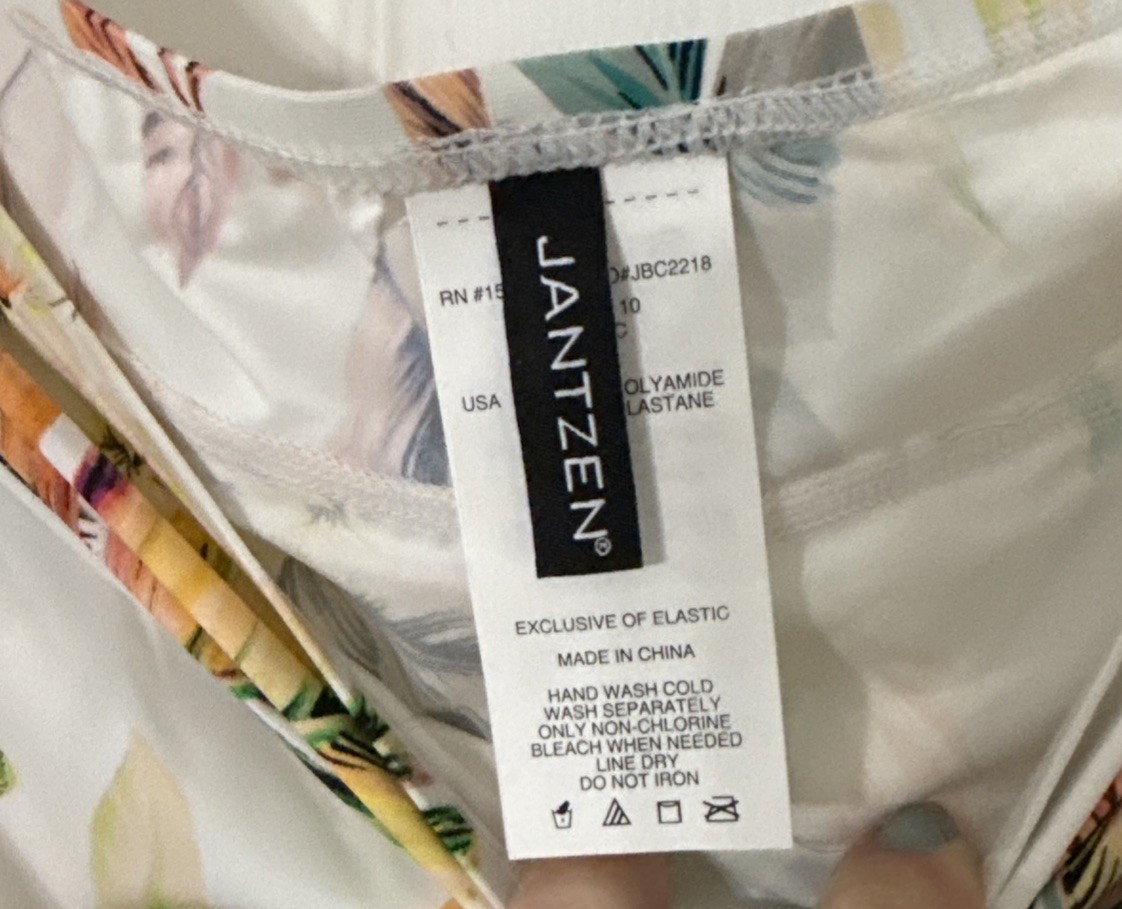 JANTZEN®
RN #15
#JBC2218
10
C
USA
OLYAMIDE
LASTANE
EXCLUSIVE OF ELASTIC
MADE IN CHINA
HAND WASH COLD
WASH SEPARATELY
ONLY NON-CHLORINE
BLEACH WHEN NEEDED
LINE DRY
DO NOT IRON